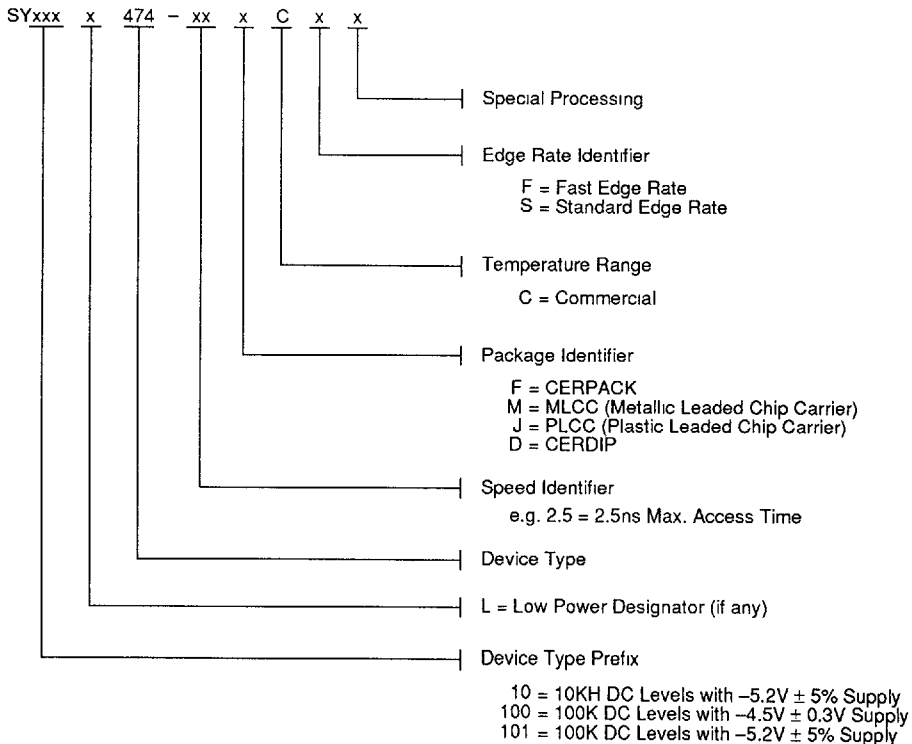 SYxxx x 474 - xx x C x x
Special Processing
Edge Rate Identifier
F = Fast Edge Rate
S = Standard Edge Rate
Temperature Range
C = Commercial
Package Identifier
F = CERPACK
M = MLCC (Metallic Leaded Chip Carrier)
J = PLCC (Plastic Leaded Chip Carrier)
D = CERDIP
Speed Identifier
e.g. 2.5 = 2.5ns Max. Access Time
Device Type
L = Low Power Designator (if any)
Device Type Prefix
10 = 10KH DC Levels with –5.2V ± 5% Supply
100 = 100K DC Levels with –4.5V ± 0.3V Supply
101 = 100K DC Levels with –5.2V ± 5% Supply